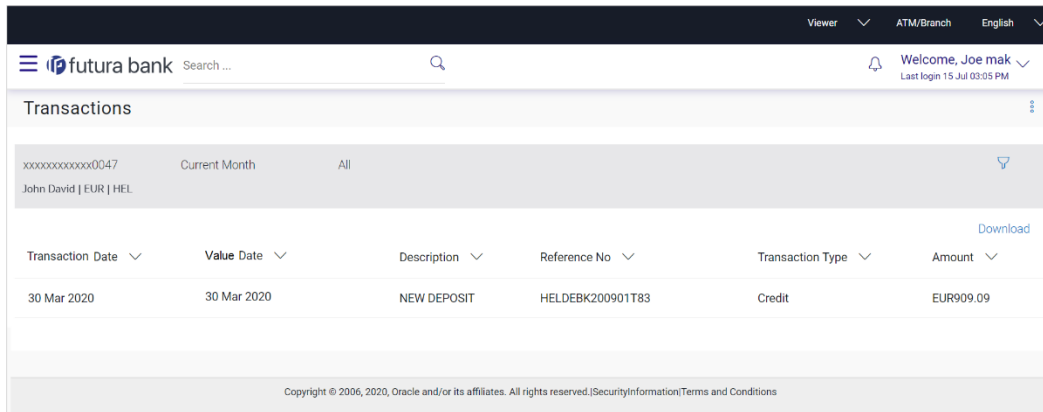 Viewer ATM/Branch English
futura bank Search ... Welcome, Joe mak
Last login 15 Jul 03:05 PM
Transactions
xxxxxxxxxxxx0047 Current Month All
John David | EUR | HEL
Download
Transaction Date Value Date Description Reference No Transaction Type Amount
30 Mar 2020 30 Mar 2020 NEW DEPOSIT HELDEBK200901T83 Credit EUR909.09
Copyright © 2006, 2020, Oracle and/or its affiliates. All rights reserved.|SecurityInformation|Terms and Conditions